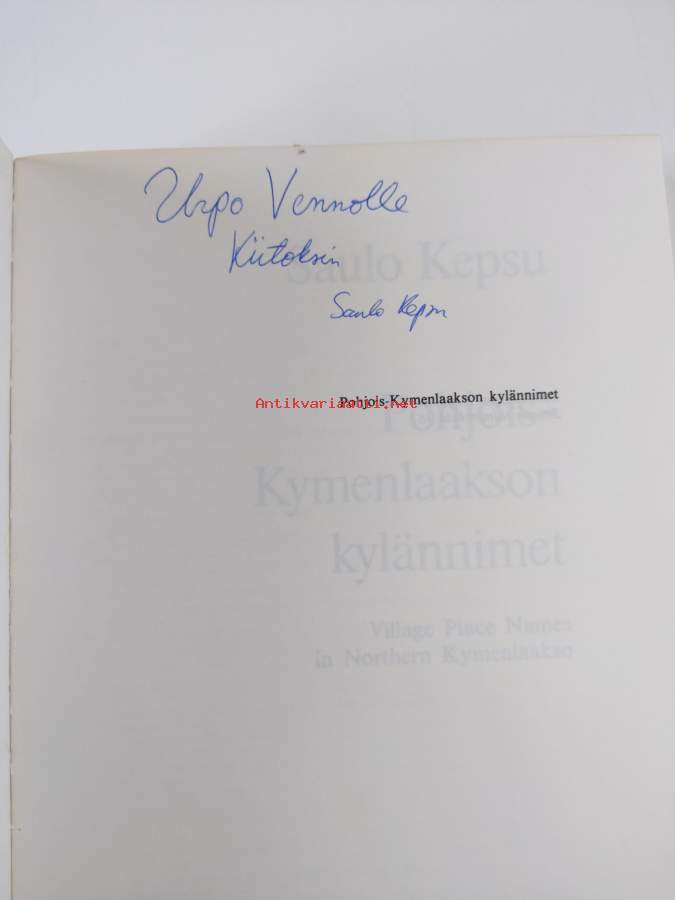 Urpo Vennolle
Kiitoksin
Saulo Kepsu
Saulo Kepsu
Pohjois-Kymenlaakson kylännimet
Antikvariaatti.net
Pohjois-
Kymenlaakson
kylännimet
Village Place Names
in Northern Kymenlaakso